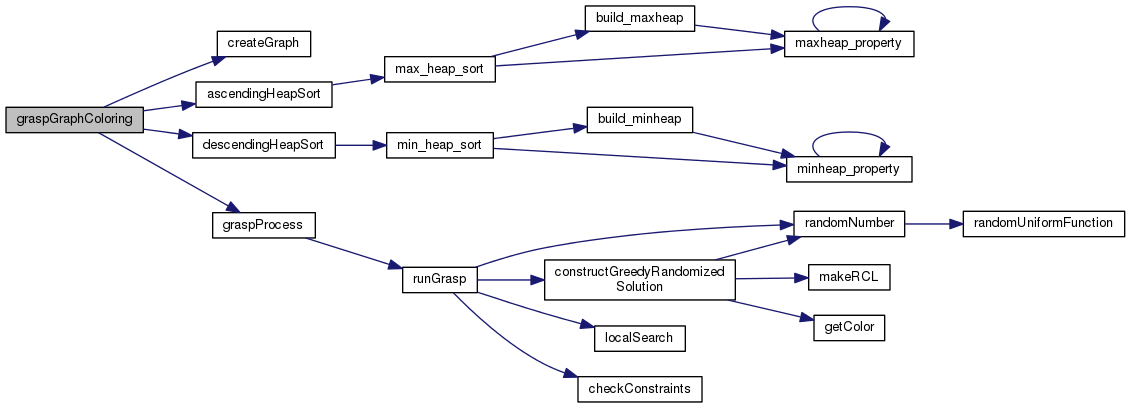 build_maxheap
createGraph
maxheap_property
max_heap_sort
ascendingHeapSort
graspGraphColoring
build_minheap
descendingHeapSort
min_heap_sort
minheap_property
graspProcess
randomNumber
randomUniformFunction
runGrasp
constructGreedyRandomized
Solution
makeRCL
getColor
localSearch
checkConstraints